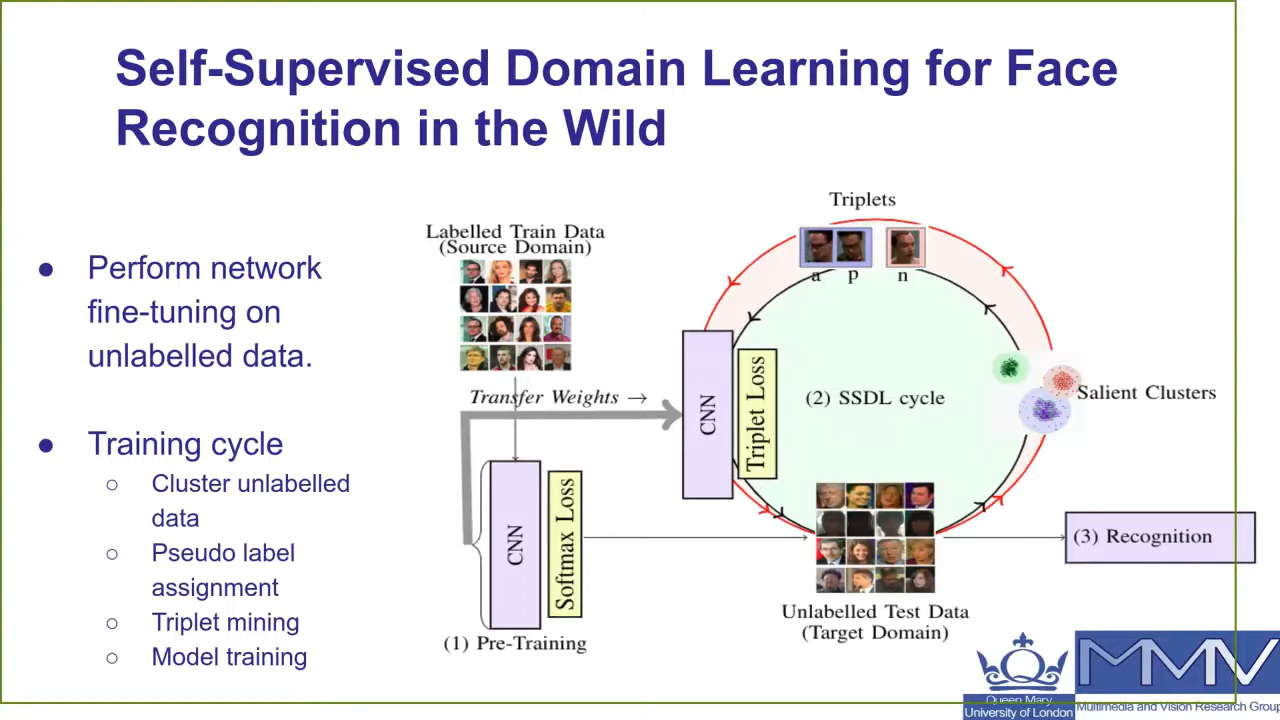 Self-Supervised Domain Learning for Face
Recognition in the Wild
● Perform network
fine-tuning on
unlabelled data.
● Training cycle
○ Cluster unlabelled
data
○ Pseudo label
assignment
○ Triplet mining
○ Model training
Labelled Train Data
(Source Domain)
Transfer Weights →
CNN
Softmax Loss
(1) Pre-Training
Triplets
a p n
CNN
Triplet Loss
(2) SSDL cycle
Salient Clusters
Unlabelled Test Data
(Target Domain)
(3) Recognition
Queen Mary
University of London
MMV
Multimedia and Vision Research Group